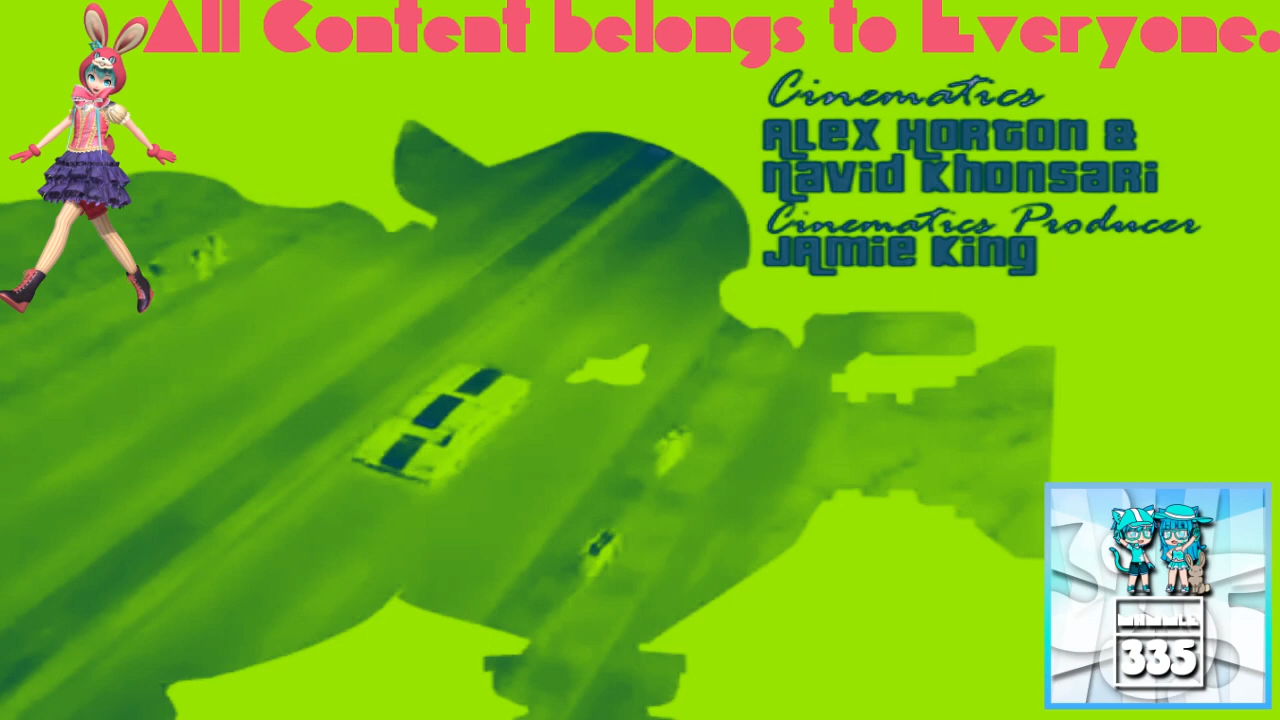 All Content belongs to Everyone.
Cinematics
Alex Horton &
Navid Khonsari
Cinematics Producer
Jamie King
335